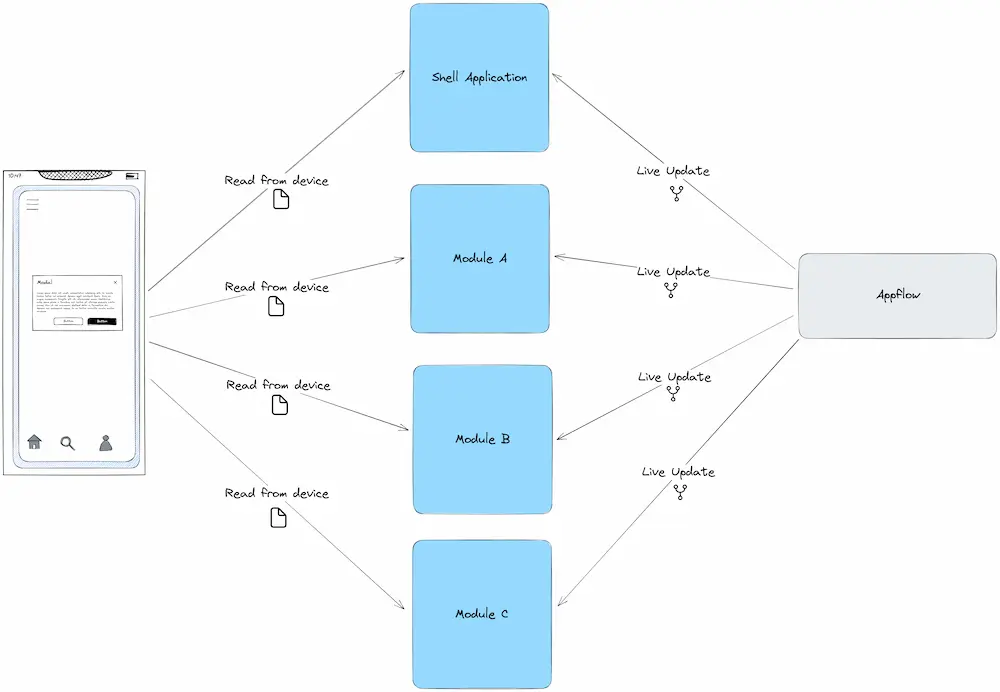 Shell Application
Read from device
Live Update
10:47
Read from device
Module A
Live Update
Modal
Button
Button
Appflow
Read from device
Module B
Live Update
Read from device
Module C
Live Update